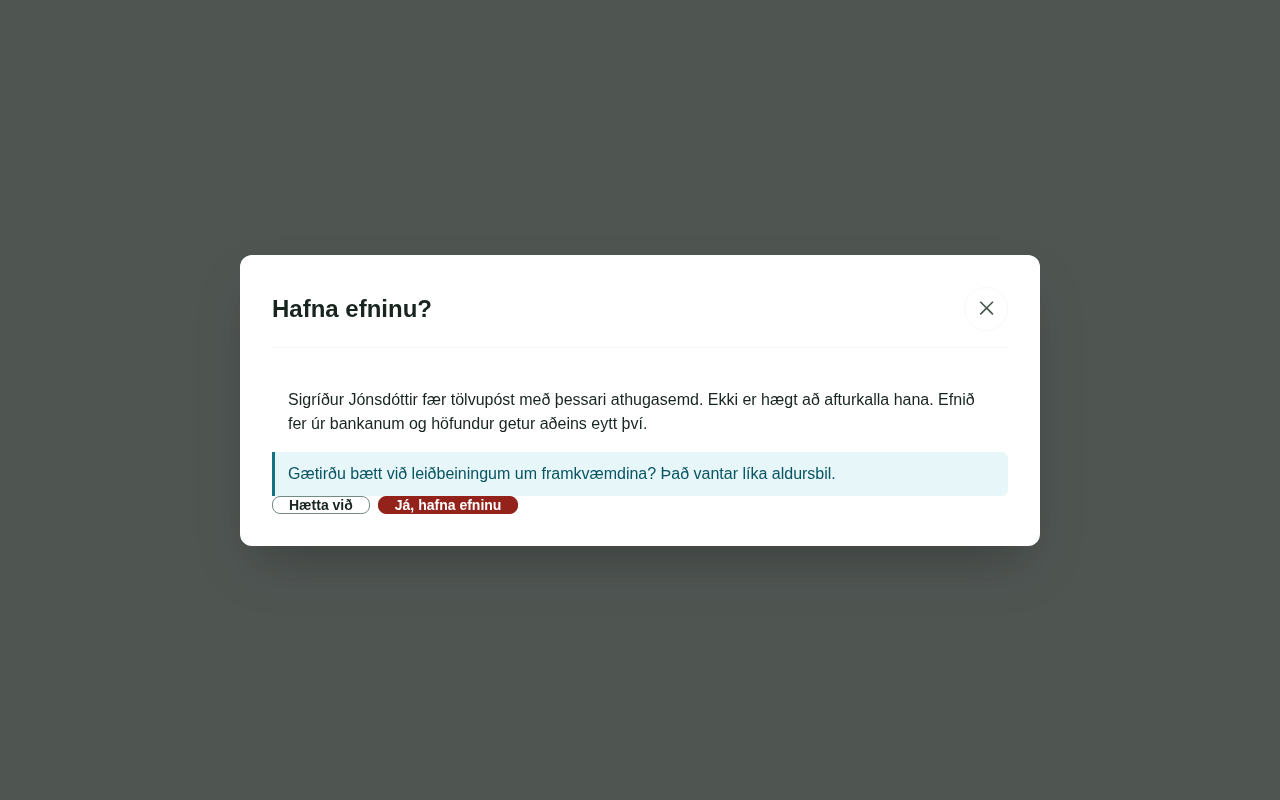 Hafna efninu?
Sigríður Jónsdóttir fær tölvupóst með þessari athugasemd. Ekki er hægt að afturkalla hana. Efnið
fer úr bankanum og höfundur getur aðeins eytt því.
Gætirðu bætt við leiðbeiningum um framkvæmdina? Það vantar líka aldursbil.
Hætta við
Já, hafna efninu